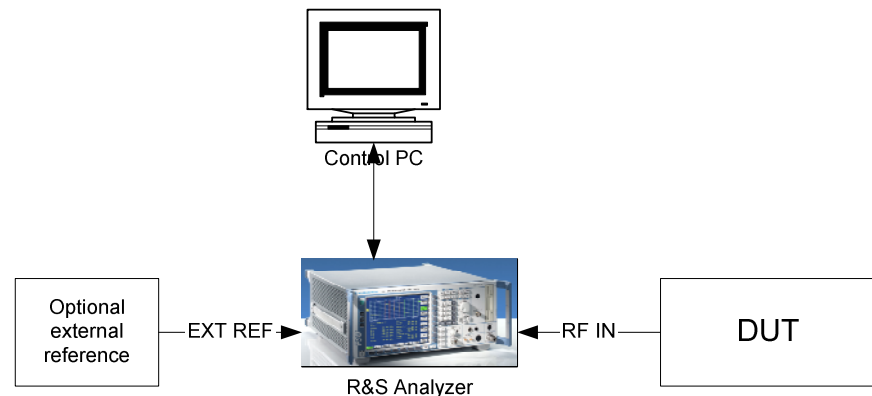 Control PC
Optional
external
reference
EXT REF
RF IN
DUT
R&S Analyzer